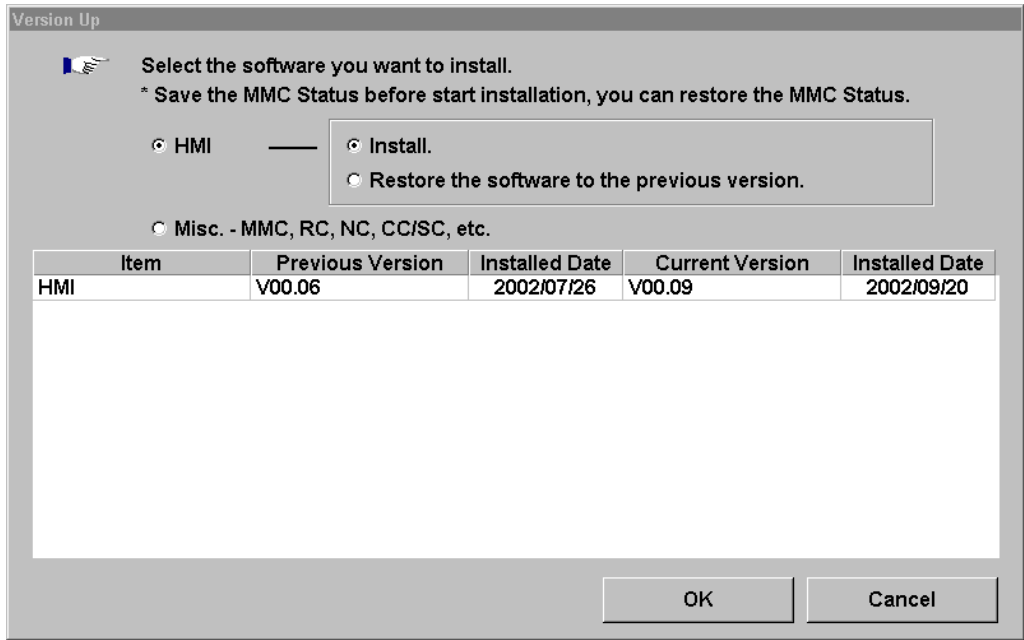 Version Up
Select the software you want to install.
* Save the MMC Status before start installation, you can restore the MMC Status.
HMI
Install.
Restore the software to the previous version.
Misc. - MMC, RC, NC, CC/SC, etc.
Item Previous Version Installed Date Current Version Installed Date
HMI V00.06 2002/07/26 V00.09 2002/09/20
OK Cancel